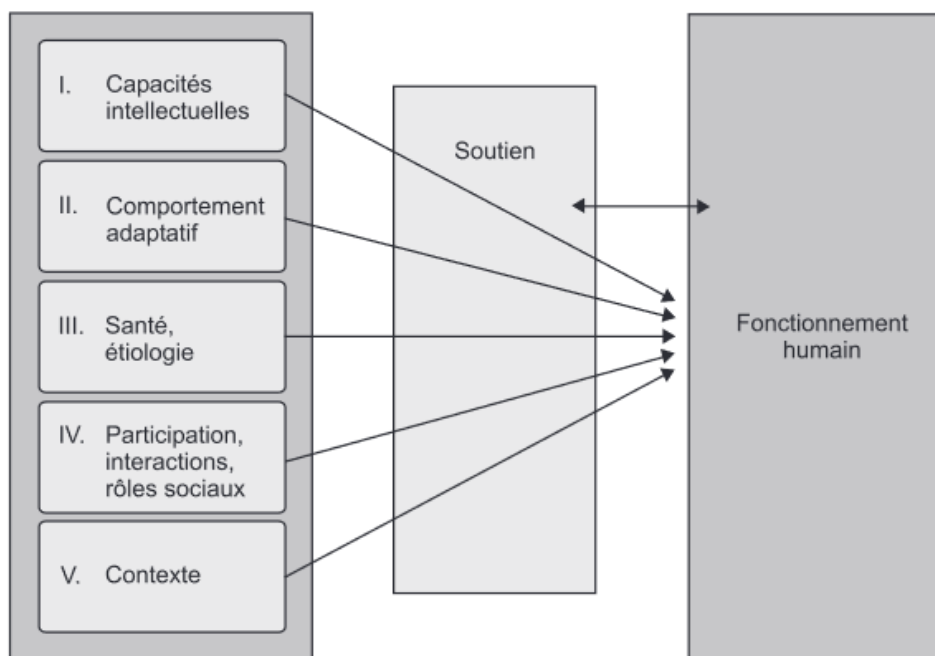 I. Capacités
intellectuelles
II. Comportement
adaptatif
III. Santé,
étiologie
IV. Participation,
interactions,
rôles sociaux
V. Contexte
Soutien
Fonctionnement
humain